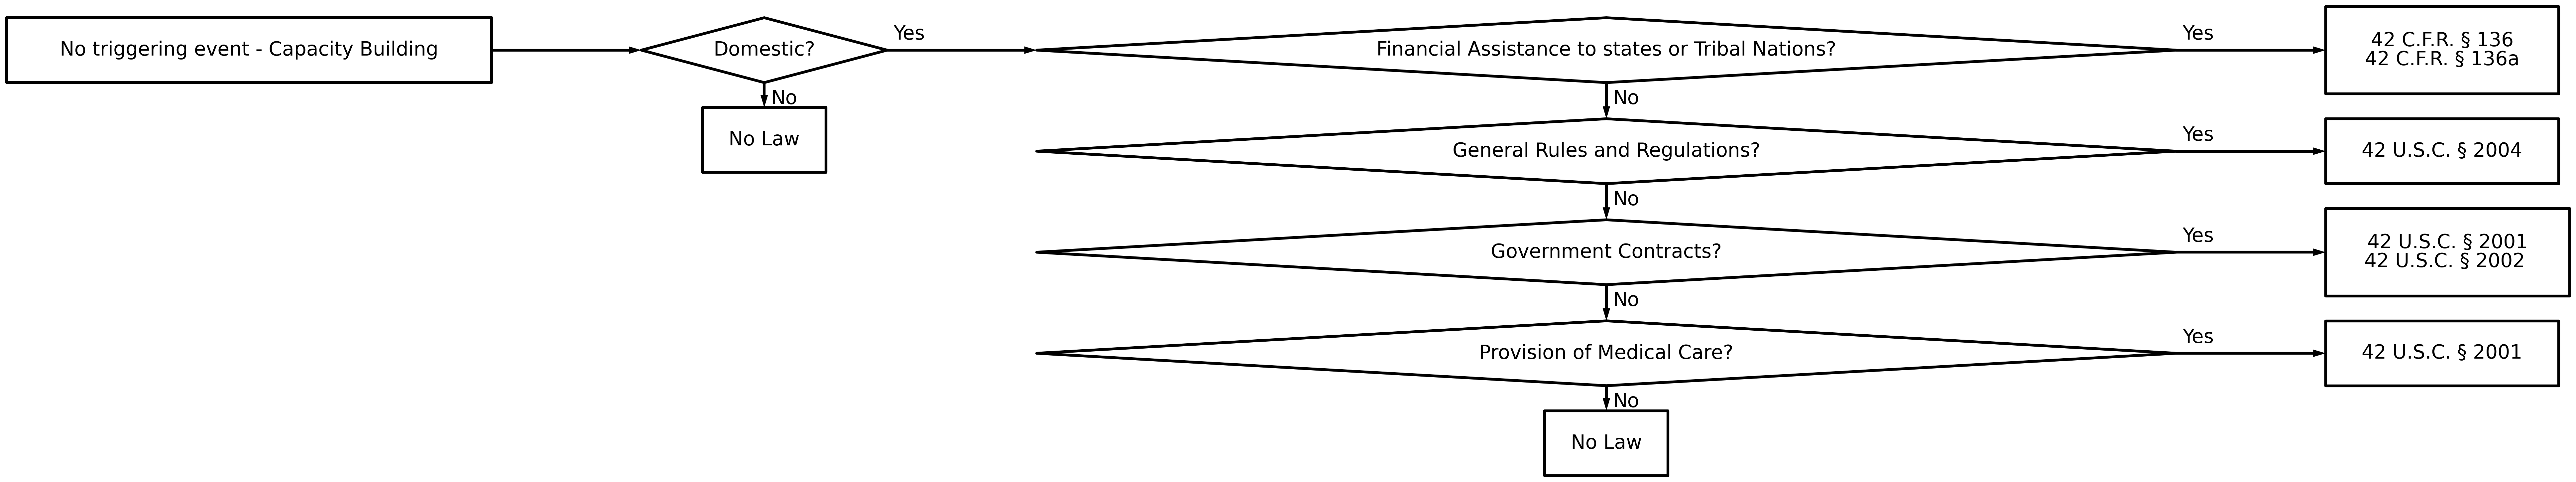 No triggering event - Capacity Building
Domestic?
Yes
Financial Assistance to states or Tribal Nations?
Yes
42 C.F.R. § 136
42 C.F.R. § 136a
No
No Law
No
General Rules and Regulations?
Yes
42 U.S.C. § 2004
No
Government Contracts?
Yes
42 U.S.C. § 2001
42 U.S.C. § 2002
No
Provision of Medical Care?
Yes
42 U.S.C. § 2001
No
No Law